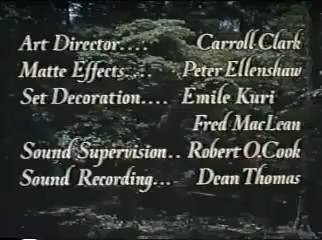 Art Director.... Carroll Clark
Matte Effects.... Peter Ellenshaw
Set Decoration.... Emile Kuri
Fred MacLean
Sound Supervision.. Robert O. Cook
Sound Recording... Dean Thomas